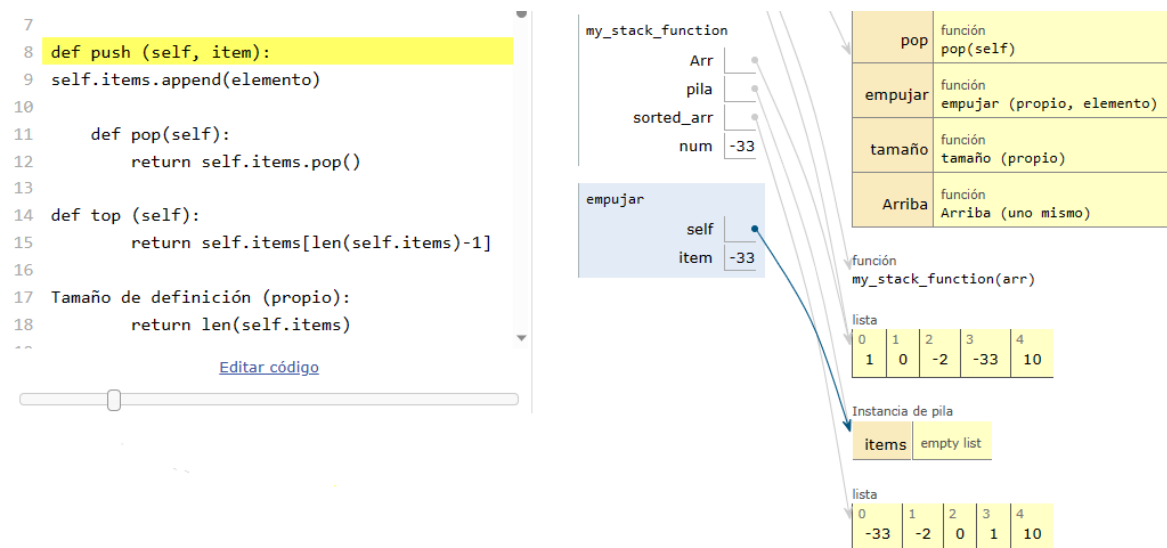 7
8 def push (self, item):
9 self.items.append(elemento)
10
11 def pop(self):
12 return self.items.pop()
13
14 def top (self):
15 return self.items[len(self.items)-1]
16
17 Tamaño de definición (propio):
18 return len(self.items)
Editar código
my_stack_function
Arr
pila
sorted_arr
num -33
empujar
self
item -33
pop función
pop(self)
empujar función
empujar (propio, elemento)
tamaño función
tamaño (propio)
Arriba función
Arriba (uno mismo)
función
my_stack_function(arr)
lista
0 1 2 3 4
1 0 -2 -33 10
Instancia de pila
items empty list
lista
0 1 2 3 4
-33 -2 0 1 10